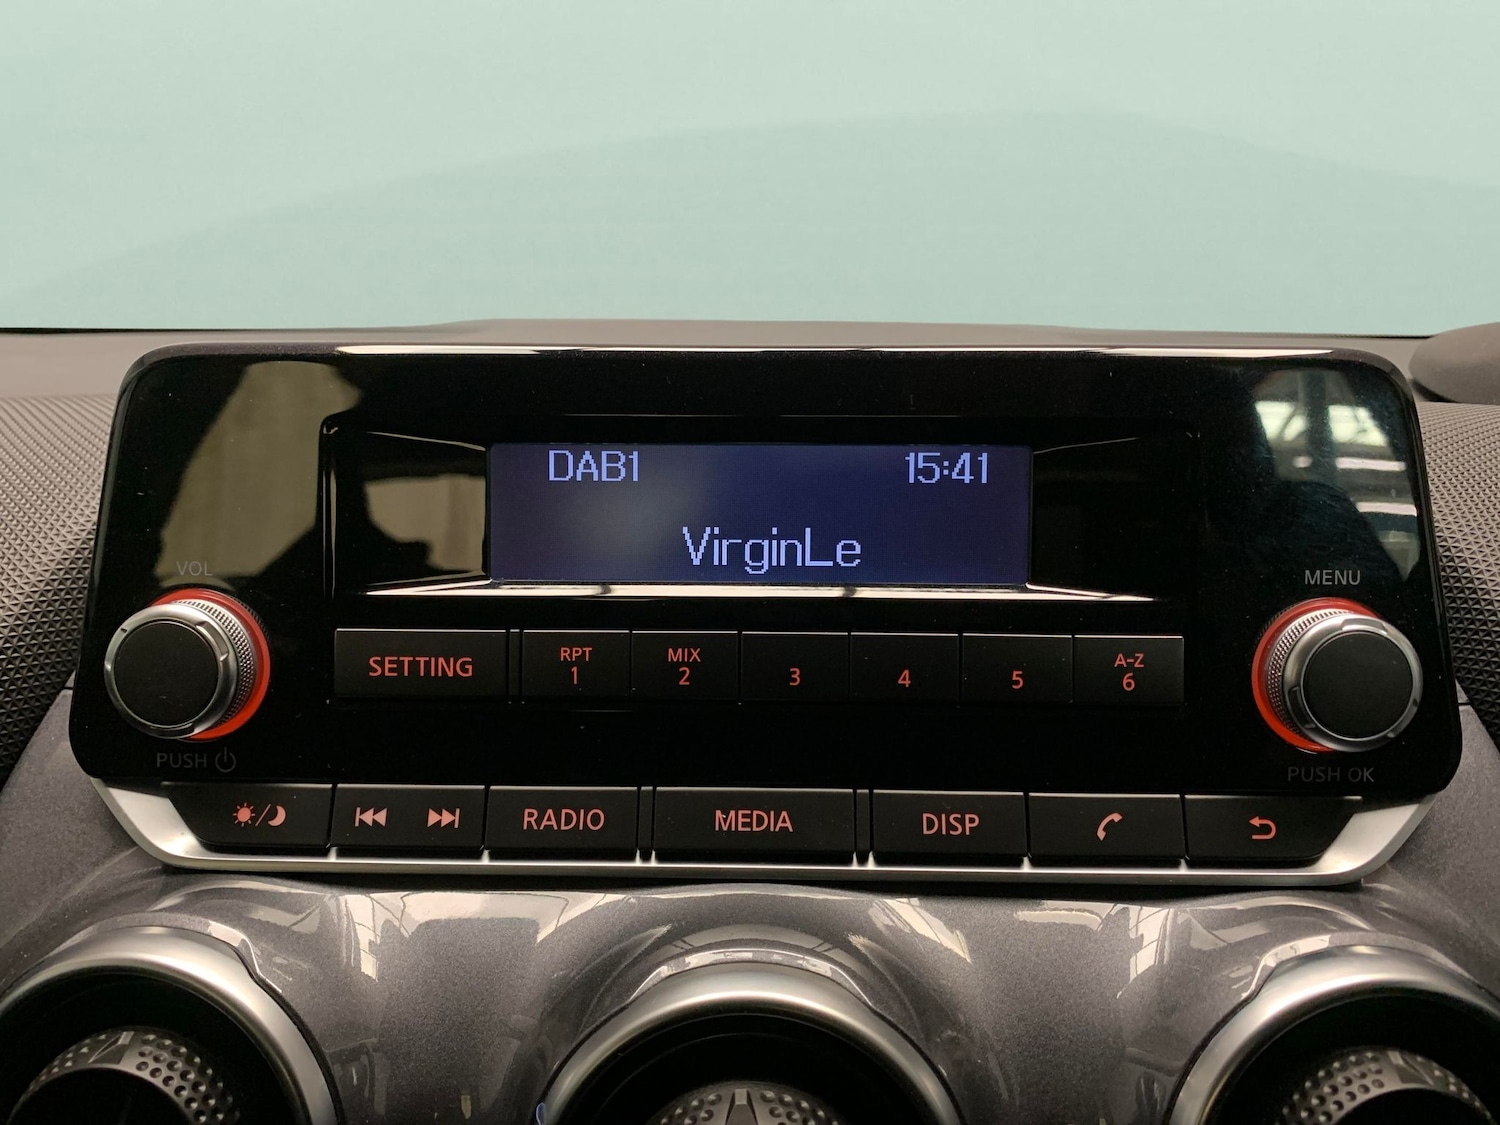 DAB1 15:41
VirginLe
VOL
MENU
SETTING
RPT
1
MIX
2
3
4
5
A-Z
6
PUSH
PUSH OK
RADIO
MEDIA
DISP